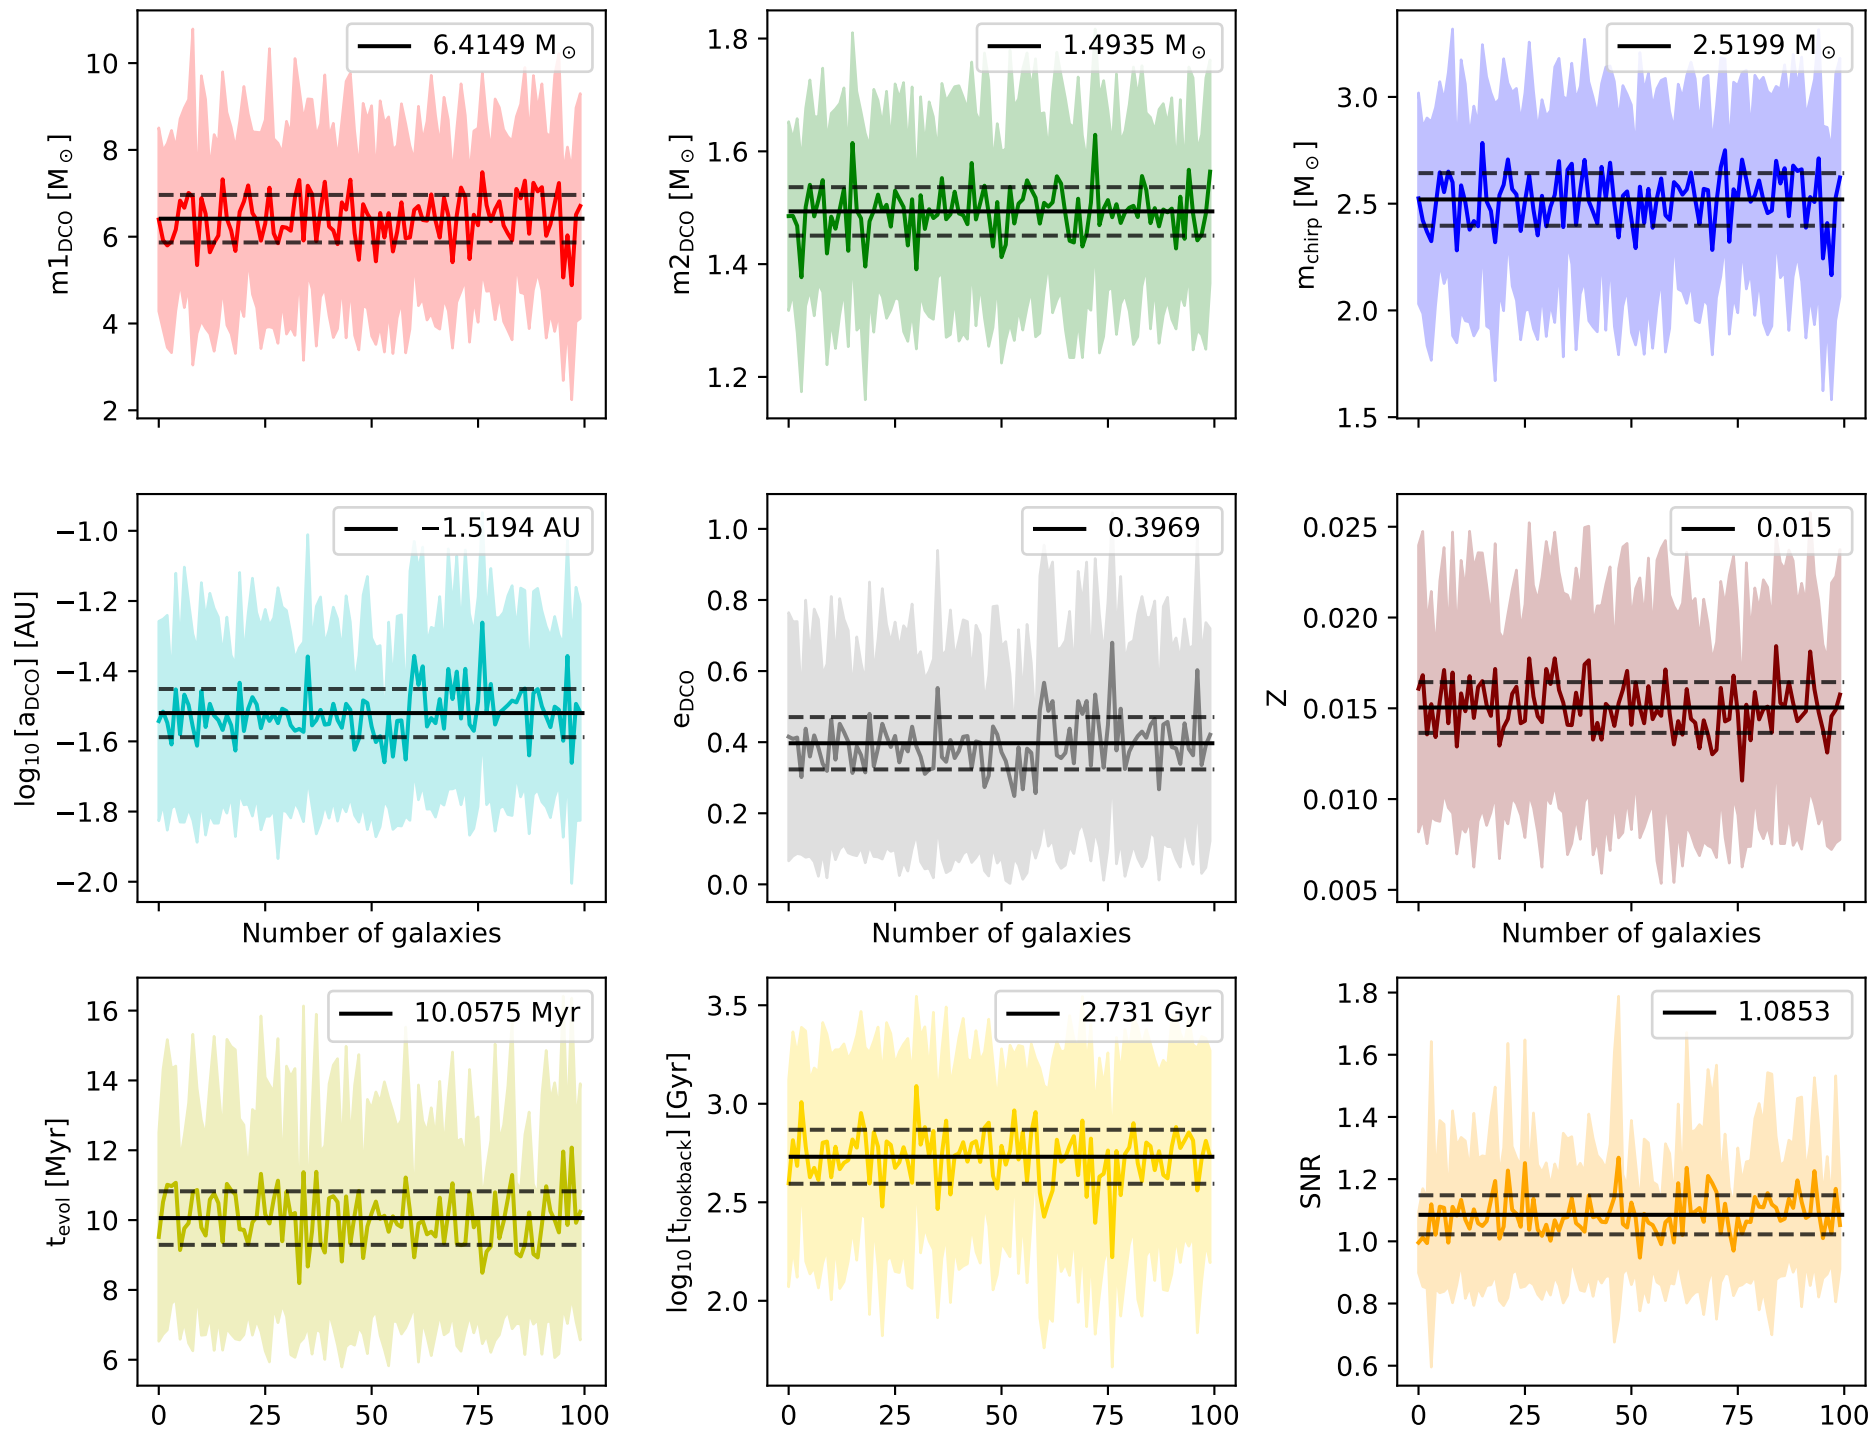 6.4149 M⊙
10
8
6
4
2
m1DCO [M⊙]
1.4935 M⊙
1.8
1.6
1.4
1.2
m2DCO [M⊙]
2.5199 M⊙
3.0
2.5
2.0
1.5
mchirp [M⊙]
−1.5194 AU
−1.0
−1.2
−1.4
−1.6
−1.8
−2.0
log10[aDCO] [AU]
Number of galaxies
0.3969
1.0
0.8
0.6
0.4
0.2
0.0
eDCO
Number of galaxies
0.015
0.025
0.020
0.015
0.010
0.005
Z
Number of galaxies
10.0575 Myr
16
14
12
10
8
6
tevol [Myr]
0 25 50 75 100
2.731 Gyr
3.5
3.0
2.5
2.0
log10[tlookback] [Gyr]
0 25 50 75 100
1.0853
1.8
1.6
1.4
1.2
1.0
0.8
0.6
SNR
0 25 50 75 100